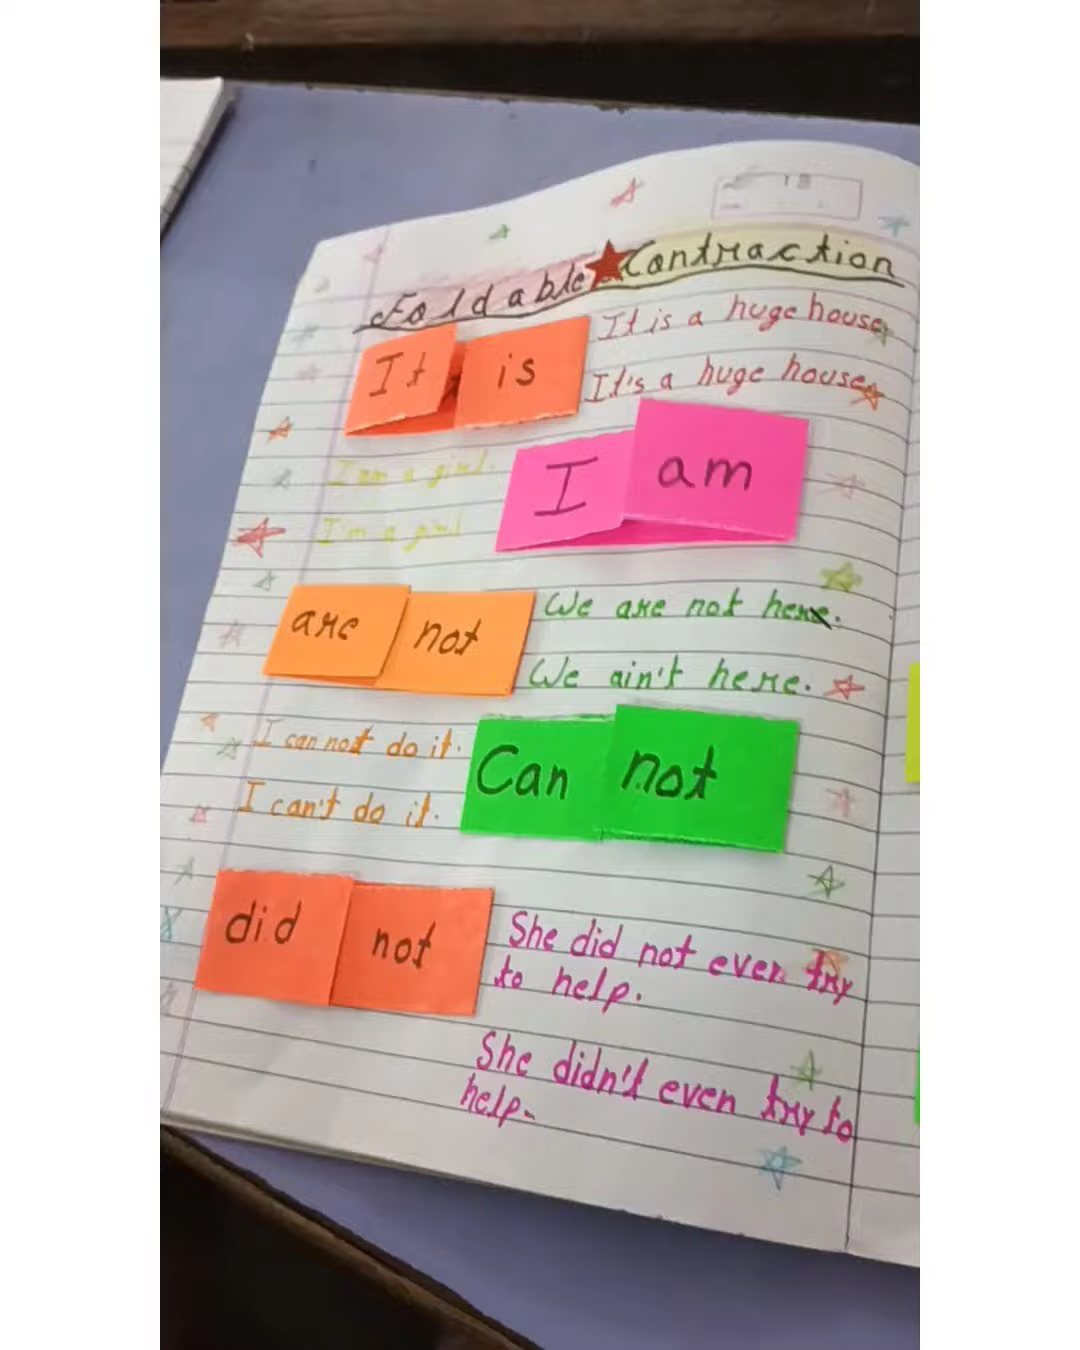 Foldable Contraction
It is
It is a huge house.
It's a huge house.
I am a girl.
I'm a girl
I am
are not
We are not here.
We ain't here.
I can not do it.
I can't do it.
Can not
did not
She did not even try
to help.
She didn't even try to
help.